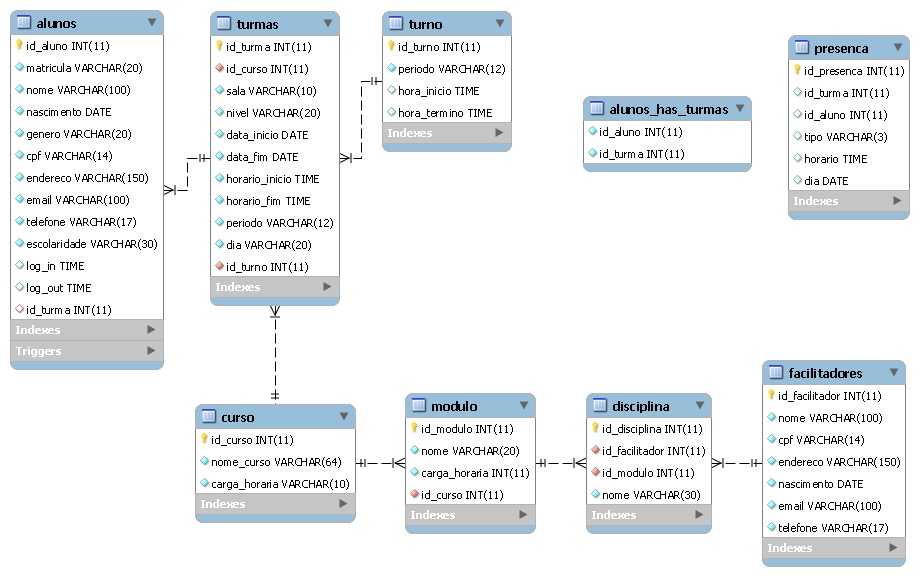 alunos
id_aluno INT(11)
matricula VARCHAR(20)
nome VARCHAR(100)
nascimento DATE
genero VARCHAR(20)
cpf VARCHAR(14)
endereco VARCHAR(150)
email VARCHAR(100)
telefone VARCHAR(17)
escolaridade VARCHAR(30)
log_in TIME
log_out TIME
id_turma INT(11)
Indexes
Triggers
turmas
id_turma INT(11)
id_curso INT(11)
sala VARCHAR(10)
nivel VARCHAR(20)
data_inicio DATE
data_fim DATE
horario_inicio TIME
horario_fim TIME
periodo VARCHAR(12)
dia VARCHAR(20)
id_turno INT(11)
Indexes
turno
id_turno INT(11)
periodo VARCHAR(12)
hora_inicio TIME
hora_termino TIME
Indexes
alunos_has_turmas
id_aluno INT(11)
id_turma INT(11)
presenca
id_presenca INT(11)
id_turma INT(11)
id_aluno INT(11)
tipo VARCHAR(3)
horario TIME
dia DATE
Indexes
curso
id_curso INT(11)
nome_curso VARCHAR(64)
carga_horaria VARCHAR(10)
Indexes
modulo
id_modulo INT(11)
nome VARCHAR(20)
carga_horaria INT(11)
id_curso INT(11)
Indexes
disciplina
id_disciplina INT(11)
id_facilitador INT(11)
id_modulo INT(11)
nome VARCHAR(30)
Indexes
facilitadores
id_facilitador INT(11)
nome VARCHAR(100)
cpf VARCHAR(14)
endereco VARCHAR(150)
nascimento DATE
email VARCHAR(100)
telefone VARCHAR(17)
Indexes